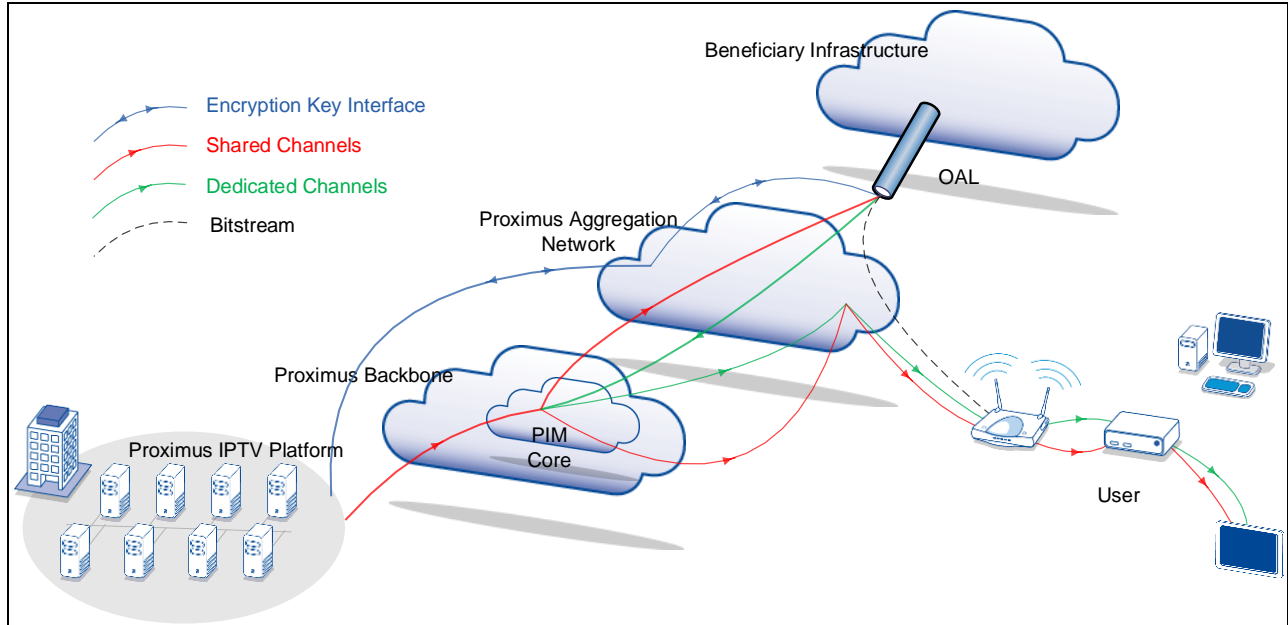 Beneficiary Infrastructure
Encryption Key Interface
Shared Channels
Dedicated Channels
Bitstream
OAL
Proximus Aggregation
Network
Proximus Backbone
PIM
Core
Proximus IPTV Platform
User